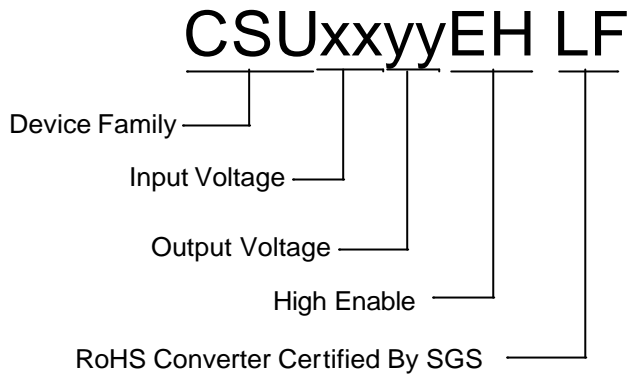 CSUxxyyEH LF
Device Family
Input Voltage
Output Voltage
High Enable
RoHS Converter Certified By SGS